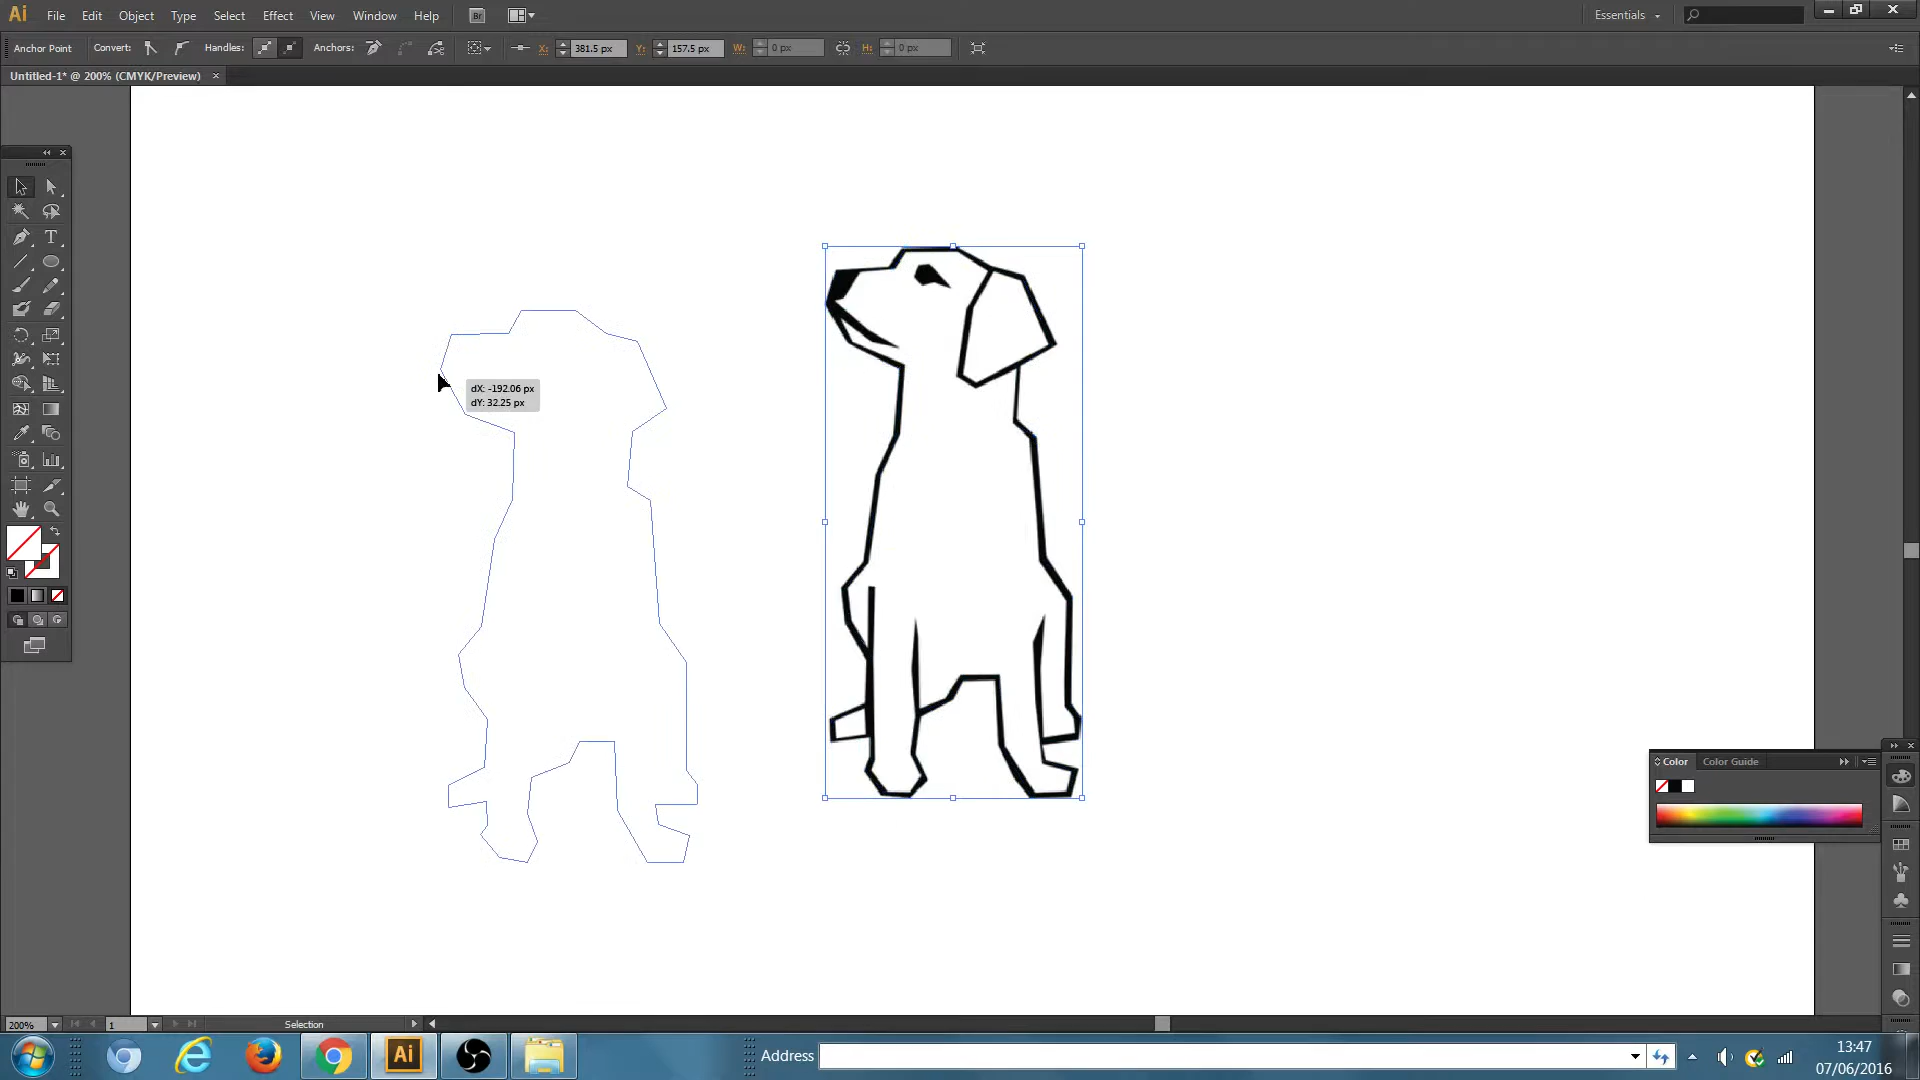 Ai File Edit Object Type Select Effect View Window Help Br Essentials
Anchor Point Convert: Handles: Anchors: X: 381.5 px Y: 157.5 px W: 0 px H: 0 px
Untitled-1* @ 200% (CMYK/Preview)
T
dX: -192.06 px
dY: 32.25 px
Color Color Guide
200% 1 Selection
Ai Address 13:47
07/06/2016